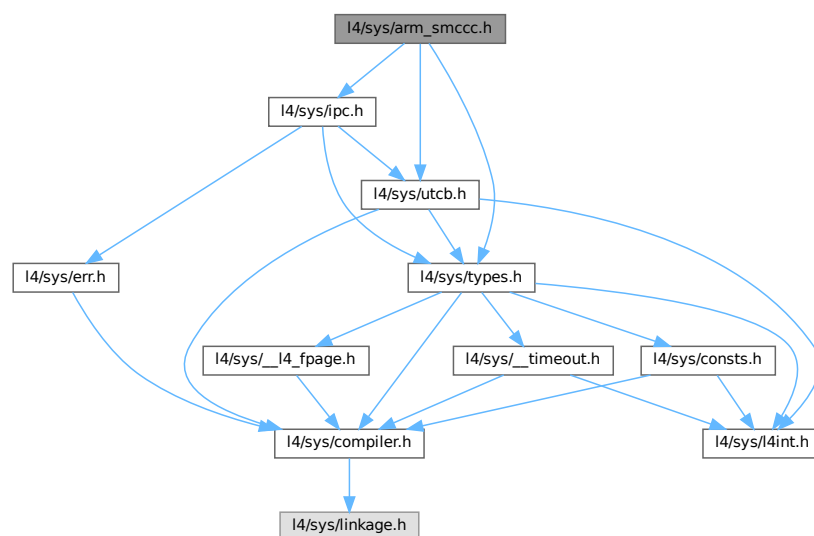 l4/sys/arm_smccc.h
l4/sys/ipc.h
l4/sys/utcb.h
l4/sys/err.h
l4/sys/types.h
l4/sys/__l4_fpage.h
l4/sys/__timeout.h
l4/sys/consts.h
l4/sys/compiler.h
l4/sys/l4int.h
l4/sys/linkage.h